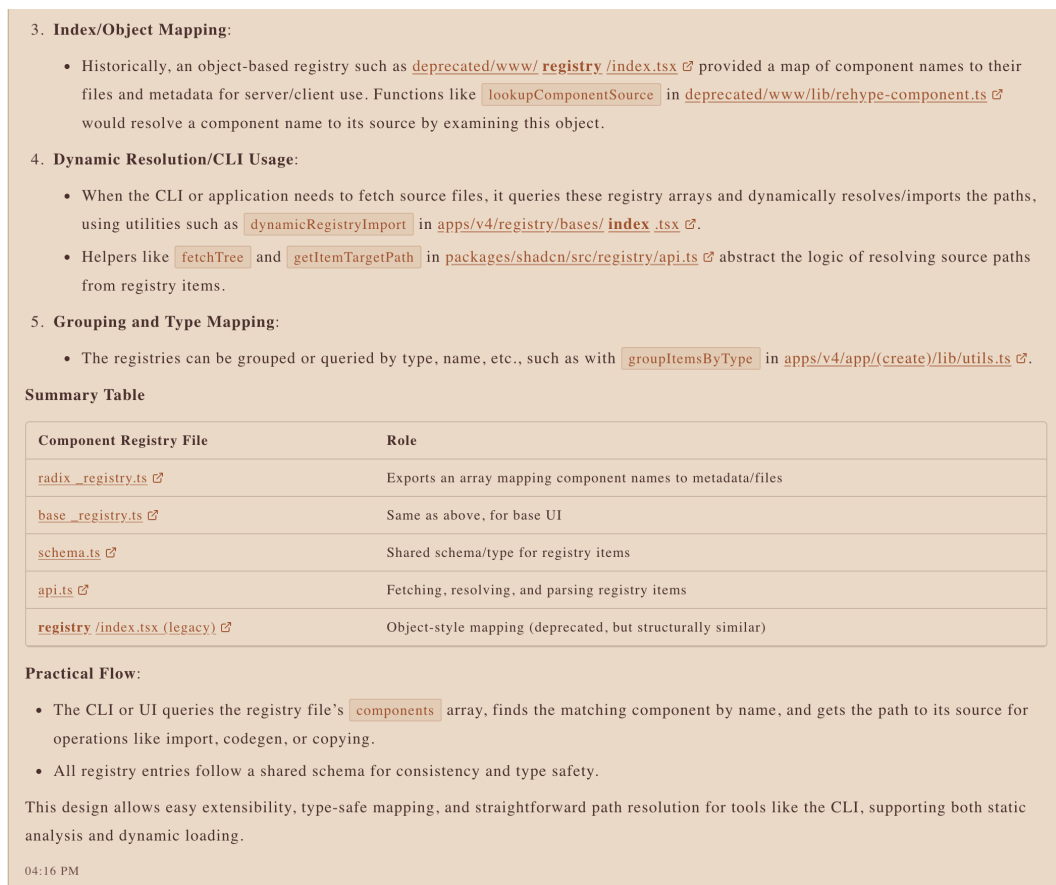 3. Index/Object Mapping:
• Historically, an object-based registry such as deprecated/www/ registry /index.tsx provided a map of component names to their
files and metadata for server/client use. Functions like lookupComponentSource in deprecated/www/lib/rehype-component.ts
would resolve a component name to its source by examining this object.
4. Dynamic Resolution/CLI Usage:
• When the CLI or application needs to fetch source files, it queries these registry arrays and dynamically resolves/imports the paths,
using utilities such as dynamicRegistryImport in apps/v4/registry/bases/ index .tsx.
• Helpers like fetchTree and getItemTargetPath in packages/shadcn/src/registry/api.ts abstract the logic of resolving source paths
from registry items.
5. Grouping and Type Mapping:
• The registries can be grouped or queried by type, name, etc., such as with groupItemsByType in apps/v4/app/(create)/lib/utils.ts.
Summary Table
Component Registry File Role
radix _registry.ts Exports an array mapping component names to metadata/files
base _registry.ts Same as above, for base UI
schema.ts Shared schema/type for registry items
api.ts Fetching, resolving, and parsing registry items
registry /index.tsx (legacy) Object-style mapping (deprecated, but structurally similar)
Practical Flow:
• The CLI or UI queries the registry file's components array, finds the matching component by name, and gets the path to its source for
operations like import, codegen, or copying.
• All registry entries follow a shared schema for consistency and type safety.
This design allows easy extensibility, type-safe mapping, and straightforward path resolution for tools like the CLI, supporting both static
analysis and dynamic loading.
04:16 PM